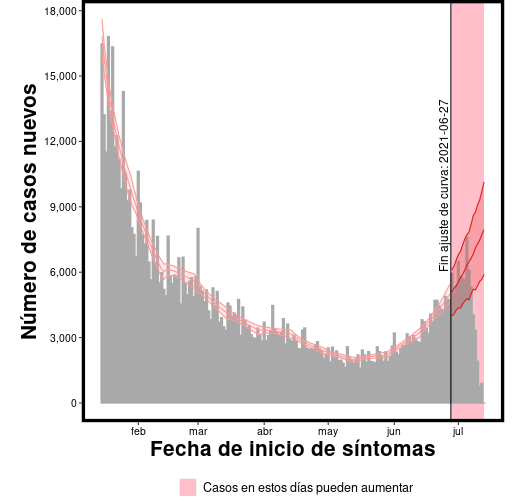 Número de casos nuevos
18,000
15,000
12,000
9,000
6,000
3,000
0
Fin ajuste de curva: 2021-06-27
feb mar abr may jun jul
Fecha de inicio de síntomas
Casos en estos días pueden aumentar